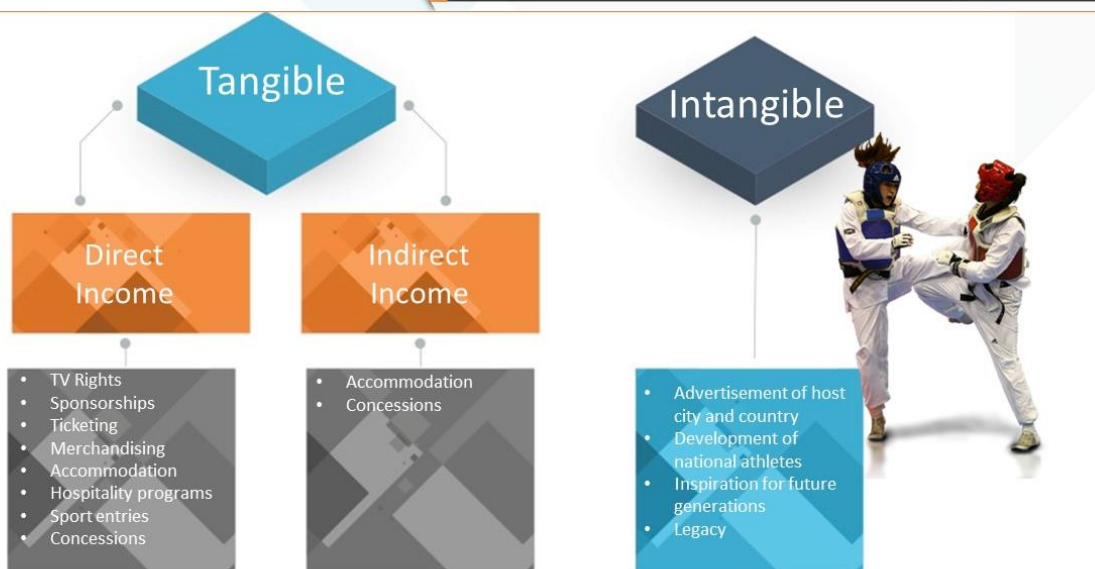 Tangible
Intangible
Direct
Income
Indirect
Income
• TV Rights
• Sponsorships
• Ticketing
• Merchandising
• Accommodation
• Hospitality programs
• Sport entries
• Concessions
• Accommodation
• Concessions
• Advertisement of host
city and country
• Development of
national athletes
• Inspiration for future
generations
• Legacy